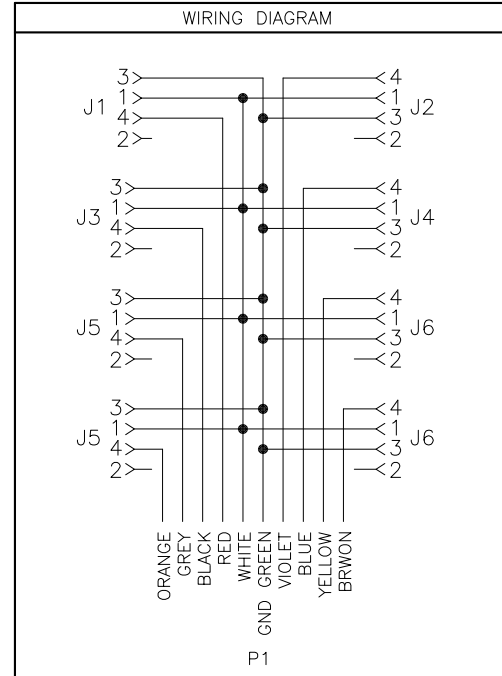 WIRING DIAGRAM
3 4
J1 1 1 J2
4 3
2 2
3 4
J3 1 1 J4
4 3
2 2
3 4
J5 1 1 J6
4 3
2 2
3 4
J5 1 1 J6
4 3
2 2
ORANGE
GREY
BLACK
RED
WHITE
GND GREEN
VIOLET
BLUE
YELLOW
BRWON
P1